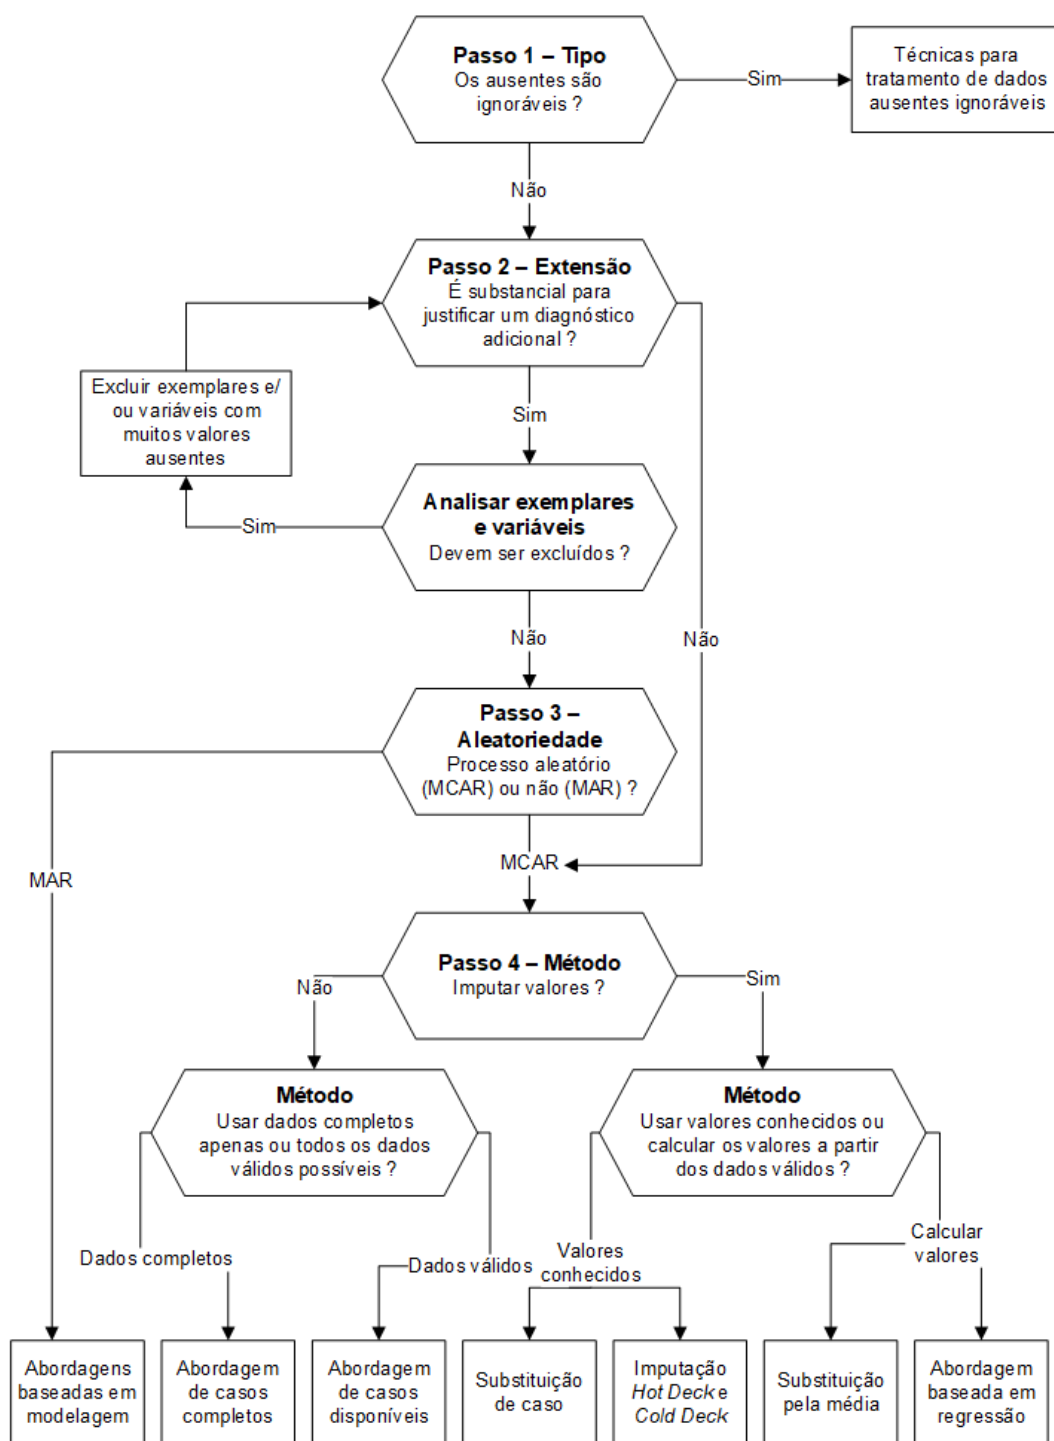 Passo 1 – Tipo
Os ausentes são
ignoráveis ?
Sim
Técnicas para
tratamento de dados
ausentes ignoráveis
Não
Passo 2 – Extensão
É substancial para
justificar um diagnóstico
adicional ?
Excluir exemplares e/
ou variáveis com
muitos valores
ausentes
Sim
Analisar exemplares
e variáveis
Devem ser excluídos ?
Sim
Não
Não
Passo 3 –
Aleatoriedade
Processo aleatório
(MCAR) ou não (MAR) ?
MCAR
MAR
Passo 4 – Método
Imputar valores ?
Não
Sim
Método
Usar dados completos
apenas ou todos os dados
válidos possíveis ?
Método
Usar valores conhecidos ou
calcular os valores a partir
dos dados válidos ?
Dados completos
Dados válidos
Valores
conhecidos
Calcular
valores
Abordagens
baseadas em
modelagem
Abordagem
de casos
completos
Abordagem
de casos
disponíveis
Substituição
de caso
Imputação
Hot Deck e
Cold Deck
Substituição
pela média
Abordagem
baseada em
regressão